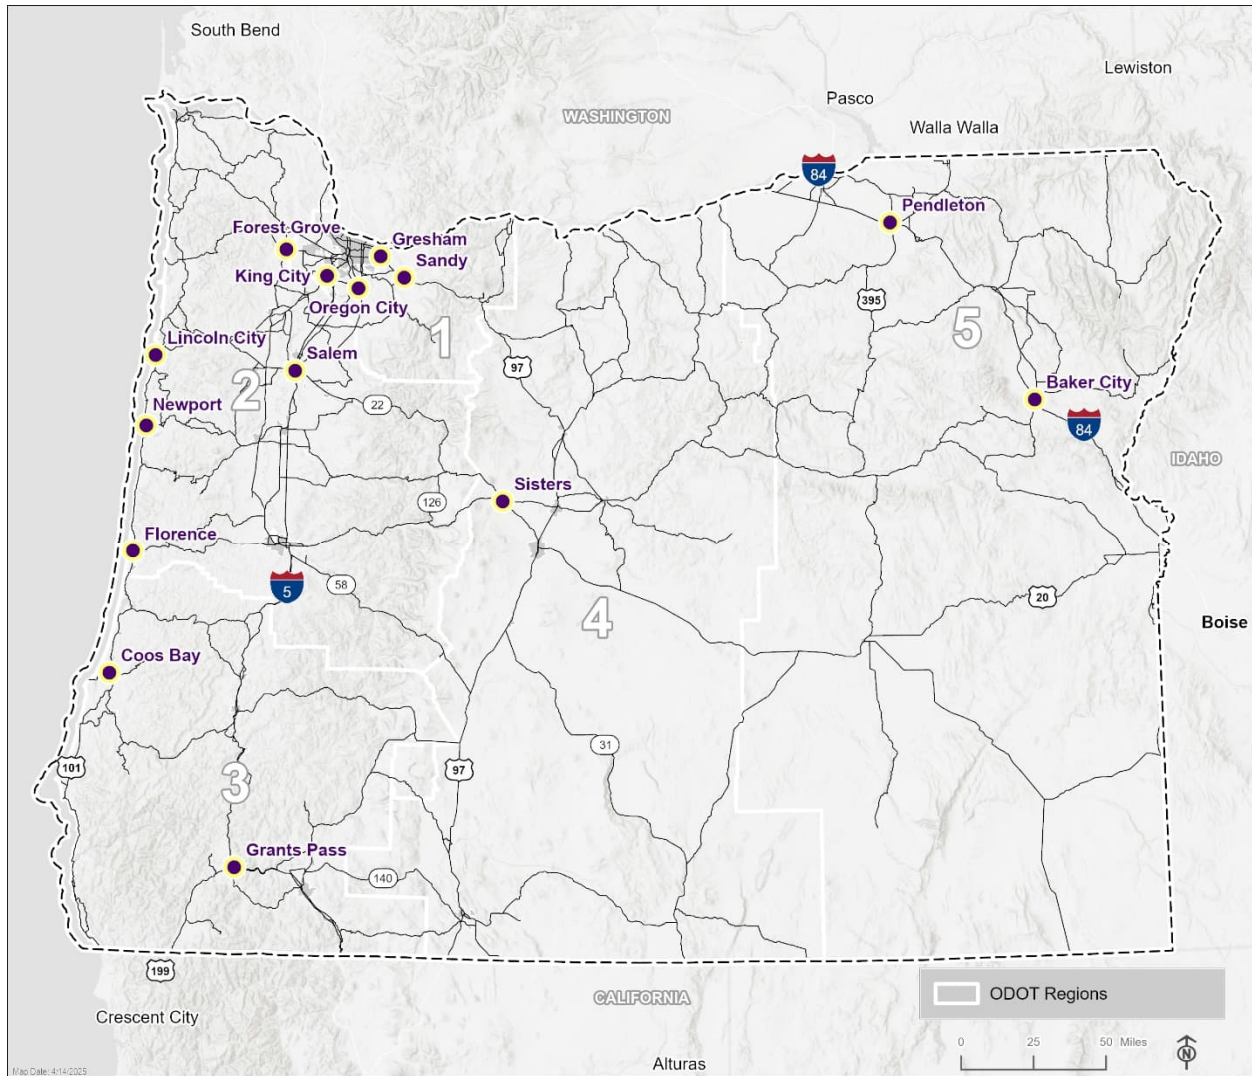 South Bend
Lewiston
Pasco
WASHINGTON
Walla Walla
84
Pendleton
Forest Grove
Gresham
Sandy
King City
Oregon City
395
5
1
Lincoln City
Salem
97
2
Baker City
22
Newport
84
IDAHO
Sisters
126
Florence
58
5
20
4
Boise
Coos Bay
31
101
97
3
Grants Pass
140
199
ODOT Regions
CALIFORNIA
Crescent City
0 25 50 Miles
N
Alturas
Map Date: 4/14/2025